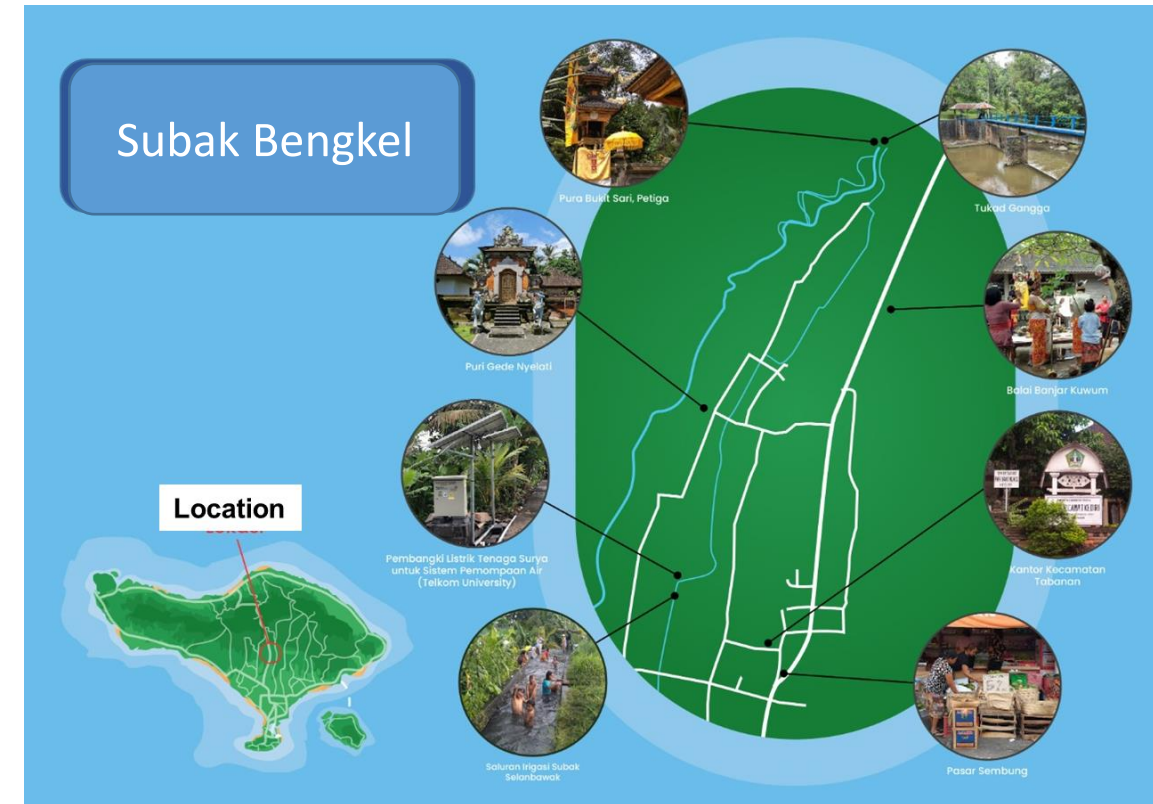 Subak Bengkel
Pura Bukit Sari, Petiga
Tukad Gangga
Puri Gede Nyelati
Balai Banjar Kuwum
Pembangki Listrik Tenaga Surya
untuk Sistem Pemompaan Air
(Telkom University)
Kantor Kecamatan
Tabanan
Location
Saluran Irigasi Subak
Selanbawak
Pasar Sembung